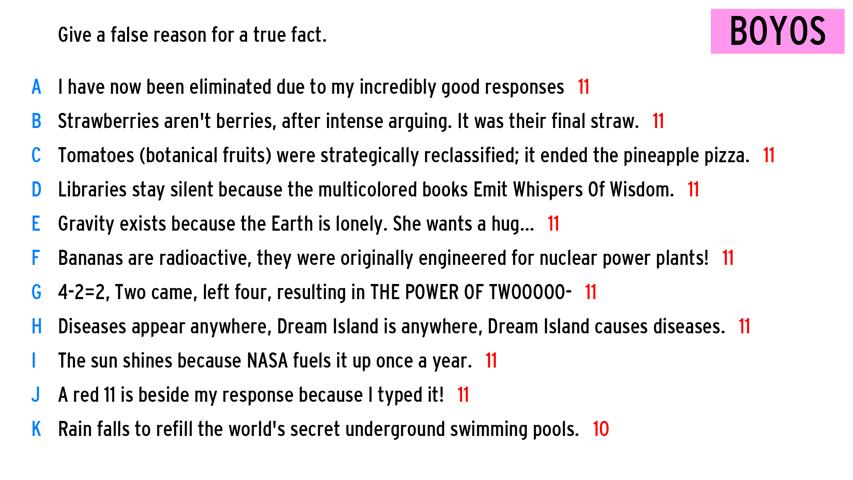 Give a false reason for a true fact.
BOYOS
A I have now been eliminated due to my incredibly good responses 11
B Strawberries aren't berries, after intense arguing. It was their final straw. 11
C Tomatoes (botanical fruits) were strategically reclassified; it ended the pineapple pizza. 11
D Libraries stay silent because the multicolored books Emit Whispers Of Wisdom. 11
E Gravity exists because the Earth is lonely. She wants a hug... 11
F Bananas are radioactive, they were originally engineered for nuclear power plants! 11
G 4-2=2, Two came, left four, resulting in THE POWER OF TWOOOOO- 11
H Diseases appear anywhere, Dream Island is anywhere, Dream Island causes diseases. 11
I The sun shines because NASA fuels it up once a year. 11
J A red 11 is beside my response because I typed it! 11
K Rain falls to refill the world's secret underground swimming pools. 10